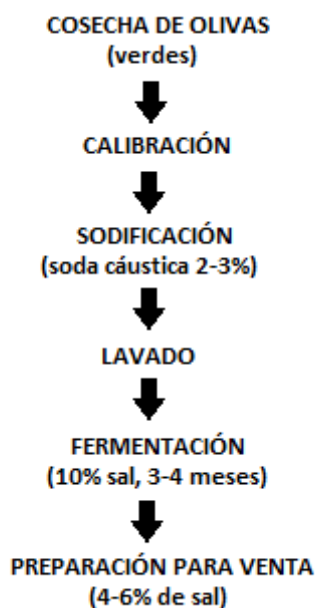 COSECHA DE OLIVAS
(verdes)
CALIBRACIÓN
SODIFICACIÓN
(soda cáustica 2-3%)
LAVADO
FERMENTACIÓN
(10% sal, 3-4 meses)
PREPARACIÓN PARA VENTA
(4-6% de sal)